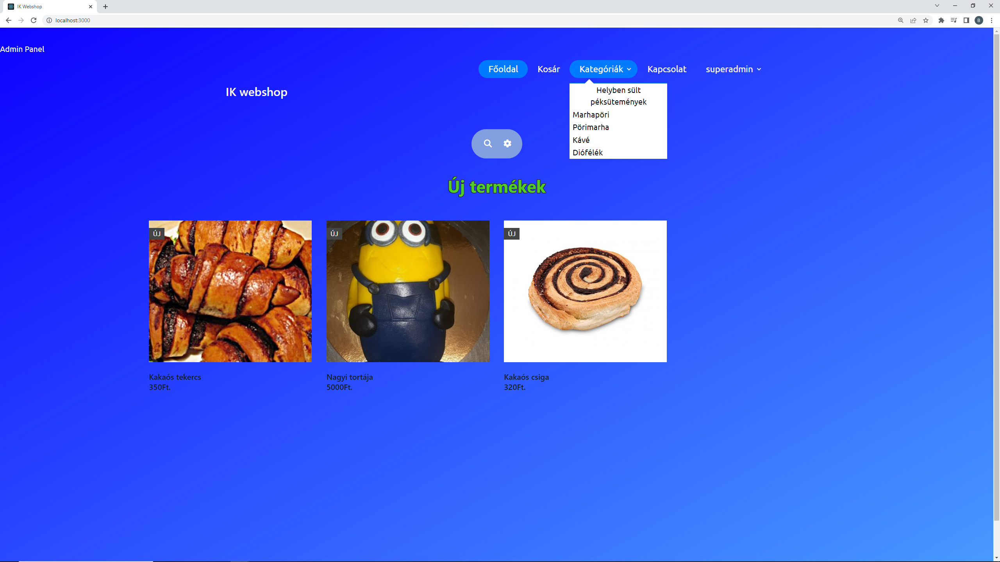 IK Webshop
localhost:3000
B
Admin Panel
Főoldal
Kosár
Kategóriák
Kapcsolat
superadmin
IK webshop
Helyben sült
péksütemények
Marhapöri
Pörimarha
Kávé
Diófélék
Új termékek
ÚJ
ÚJ
ÚJ
Kakaós tekercs
350Ft.
Nagyi tortája
5000Ft.
Kakaós csiga
320Ft.